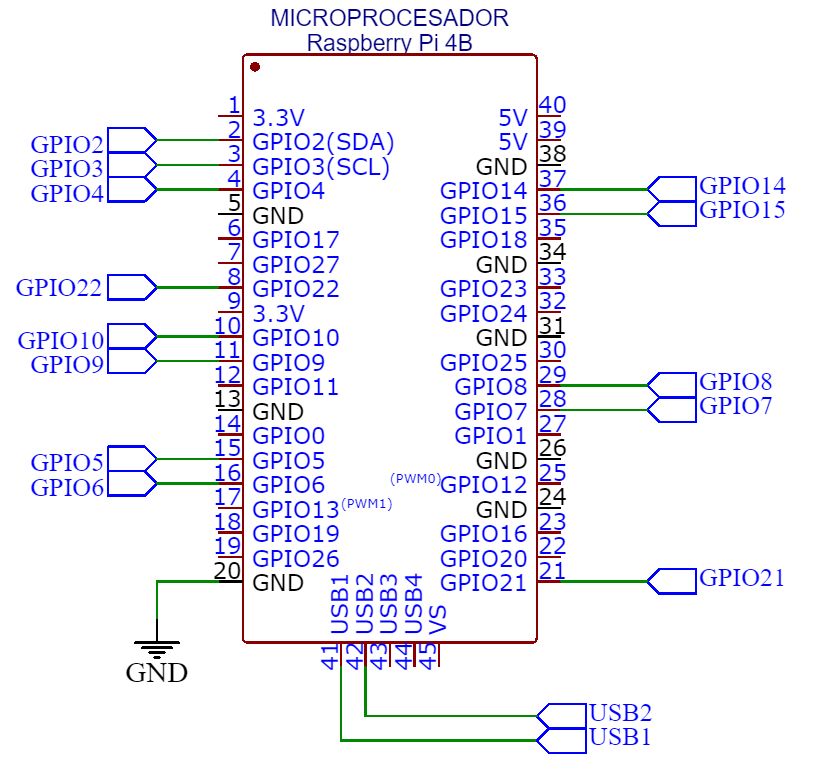 MICROPROCESADOR
Raspberry Pi 4B
1 3.3V 5V 40
GPIO2 2 GPIO2(SDA) 5V 39
GPIO3 3 GPIO3(SCL) GND 38
GPIO4 4 GPIO4 GPIO14 37 GPIO14
5 GND GPIO15 36 GPIO15
6 GPIO17 GPIO18 35
7 GPIO27 GND 34
GPIO22 8 GPIO22 GPIO23 33
9 3.3V GPIO24 32
GPIO10 10 GPIO10 GND 31
GPIO9 11 GPIO9 GPIO25 30
12 GPIO11 GPIO8 29 GPIO8
13 GND GPIO7 28 GPIO7
14 GPIO0 GPIO1 27
GPIO5 15 GPIO5 GND 26
GPIO6 16 GPIO6 (PWM0) GPIO12 25
17 GPIO13 (PWM1) GND 24
18 GPIO19 GPIO16 23
19 GPIO26 GPIO20 22
20 GND GPIO21 21 GPIO21
USB1 USB2 USB3 USB4 VS
41 42 43 44 45
GND
USB2
USB1